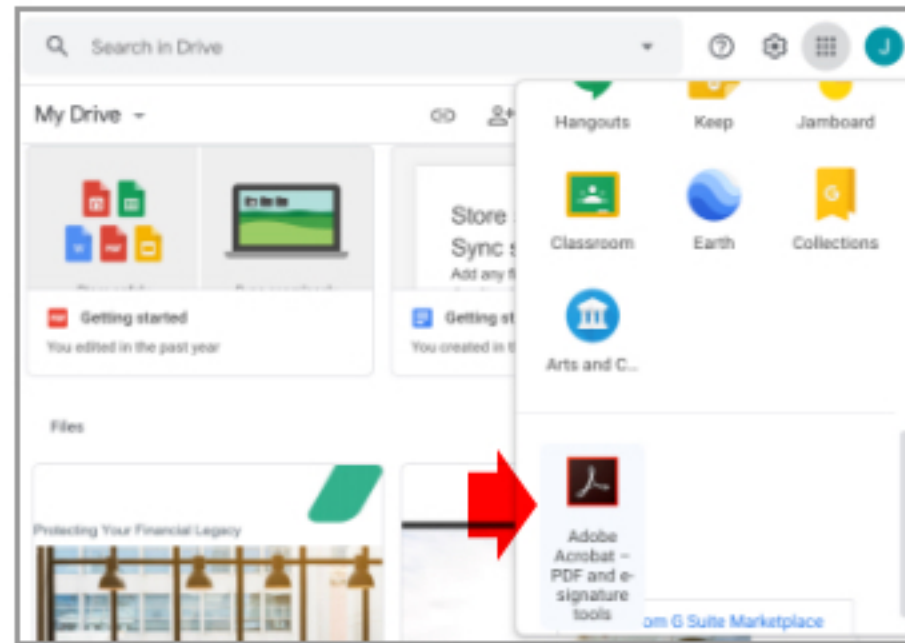 Search in Drive
J
My Drive
Hangouts
Keep
Jamboard
Store
Sync s
Add any f
Classroom
Earth
Collections
Getting started
You edited in the past year
Getting st
You created in t
Arts and C...
Files
Protecting Your Financial Legacy
Adobe
Acrobat –
PDF and e-
signature
tools
om G Suite Marketplace